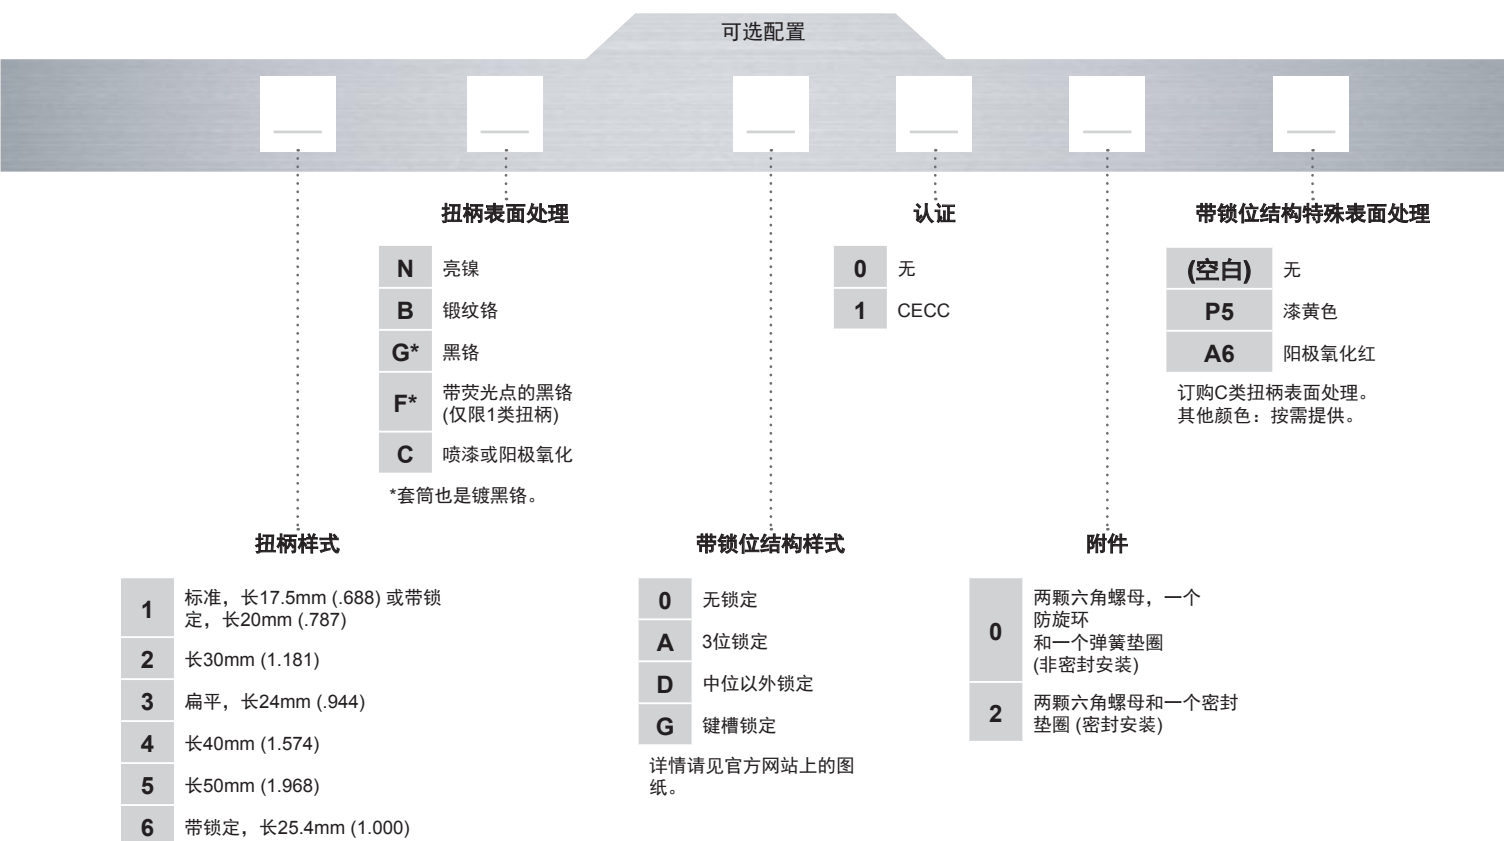 可选配置
扭柄表面处理
N 亮镍
B 锻纹铬
G* 黑铬
F* 带荧光点的黑铬
(仅限1类扭柄)
C 喷漆或阳极氧化
*套筒也是镀黑铬。
认证
0 无
1 CECC
带锁位结构特殊表面处理
(空白) 无
P5 漆黄色
A6 阳极氧化红
订购C类扭柄表面处理。
其他颜色：按需提供。
扭柄样式
1 标准，长17.5mm (.688) 或带锁
定，长20mm (.787)
2 长30mm (1.181)
3 扁平，长24mm (.944)
4 长40mm (1.574)
5 长50mm (1.968)
6 带锁定，长25.4mm (1.000)
带锁位结构样式
0 无锁定
A 3位锁定
D 中位以外锁定
G 键槽锁定
详情请见官方网站上的图
纸。
附件
0 两颗六角螺母，一个
防旋环
和一个弹簧垫圈
(非密封安装)
2 两颗六角螺母和一个密封
垫圈 (密封安装)